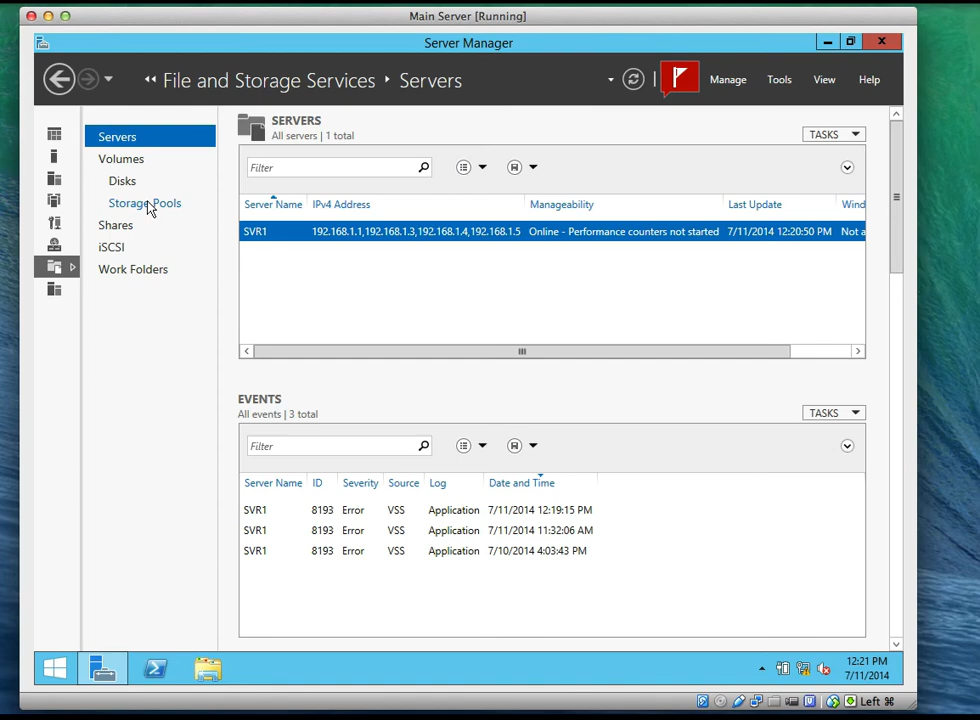 Main Server [Running]
Server Manager
File and Storage Services
Servers
Manage
Tools
View
Help
Servers
Volumes
Disks
Storage Pools
Shares
iSCSI
Work Folders
SERVERS
All servers | 1 total
TASKS
Filter
Server Name IPv4 Address Manageability Last Update Wind
SVR1 192.168.1.1,192.168.1.3,192.168.1.4,192.168.1.5 Online - Performance counters not started 7/11/2014 12:20:50 PM Not a
EVENTS
All events | 3 total
TASKS
Filter
Server Name ID Severity Source Log Date and Time
SVR1 8193 Error VSS Application 7/11/2014 12:19:15 PM
SVR1 8193 Error VSS Application 7/11/2014 11:32:06 AM
SVR1 8193 Error VSS Application 7/10/2014 4:03:43 PM
12:21 PM
7/11/2014
Left ⌘